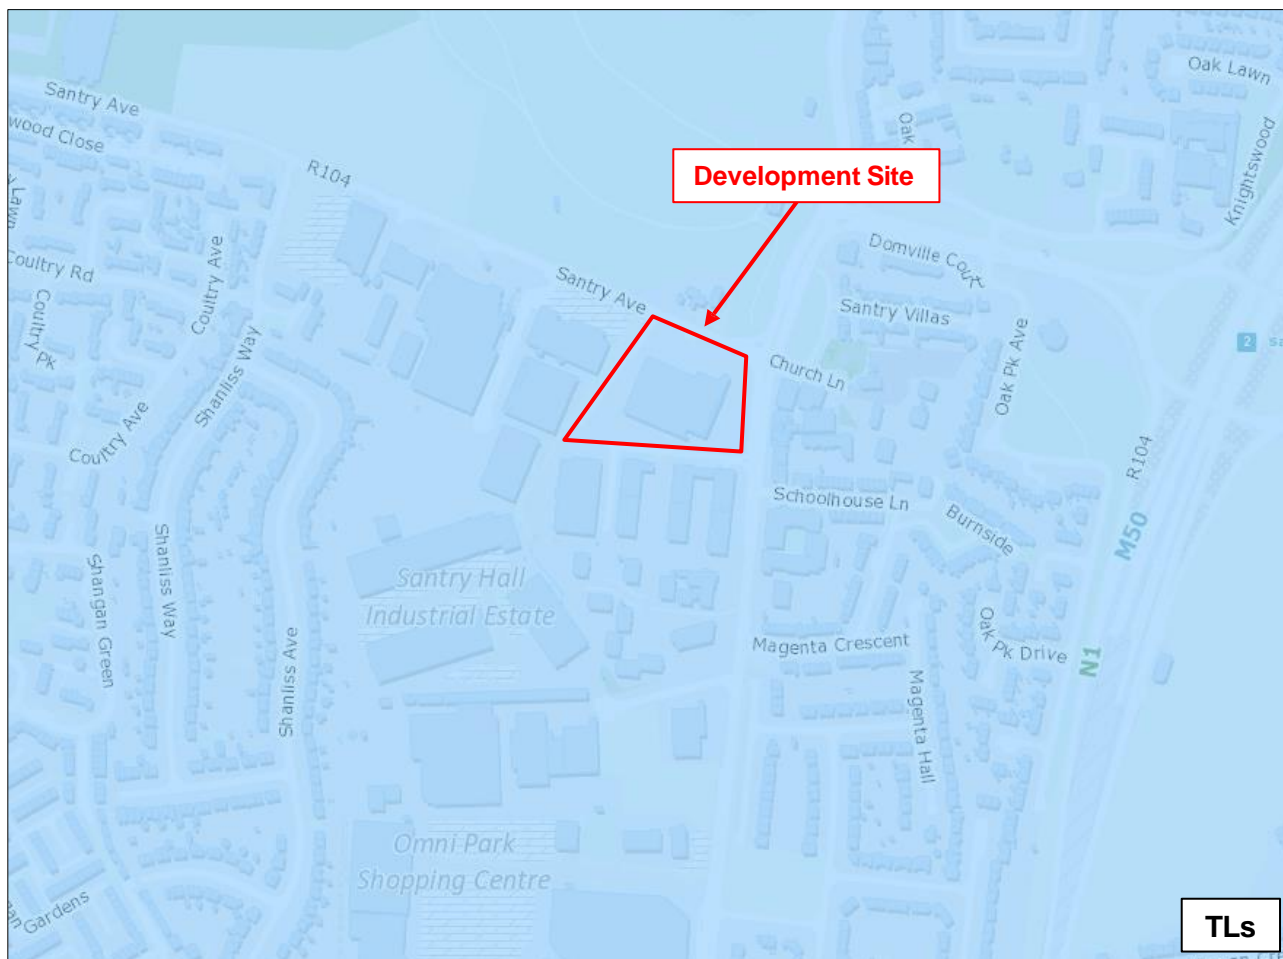 Santry Ave
wood Close
Oak Lawn
Oak
R104
Knightswood
Development Site
Lawn
Coultry Rd
Coultry Ave
Domville Court
Santry Ave
Santry Villas
Coultry
Pk
Shanliss Way
2
Church Ln
Oak Pk Ave
Coultry Ave
R104
Schoolhouse Ln
Burnside
M50
Shangan Green
Shanliss Way
Santry Hall
Industrial Estate
Shanliss Ave
Magenta Crescent
Oak Pk Drive
N1
Magenta Hall
Omni Park
Shopping Centre
Gardens
TLs